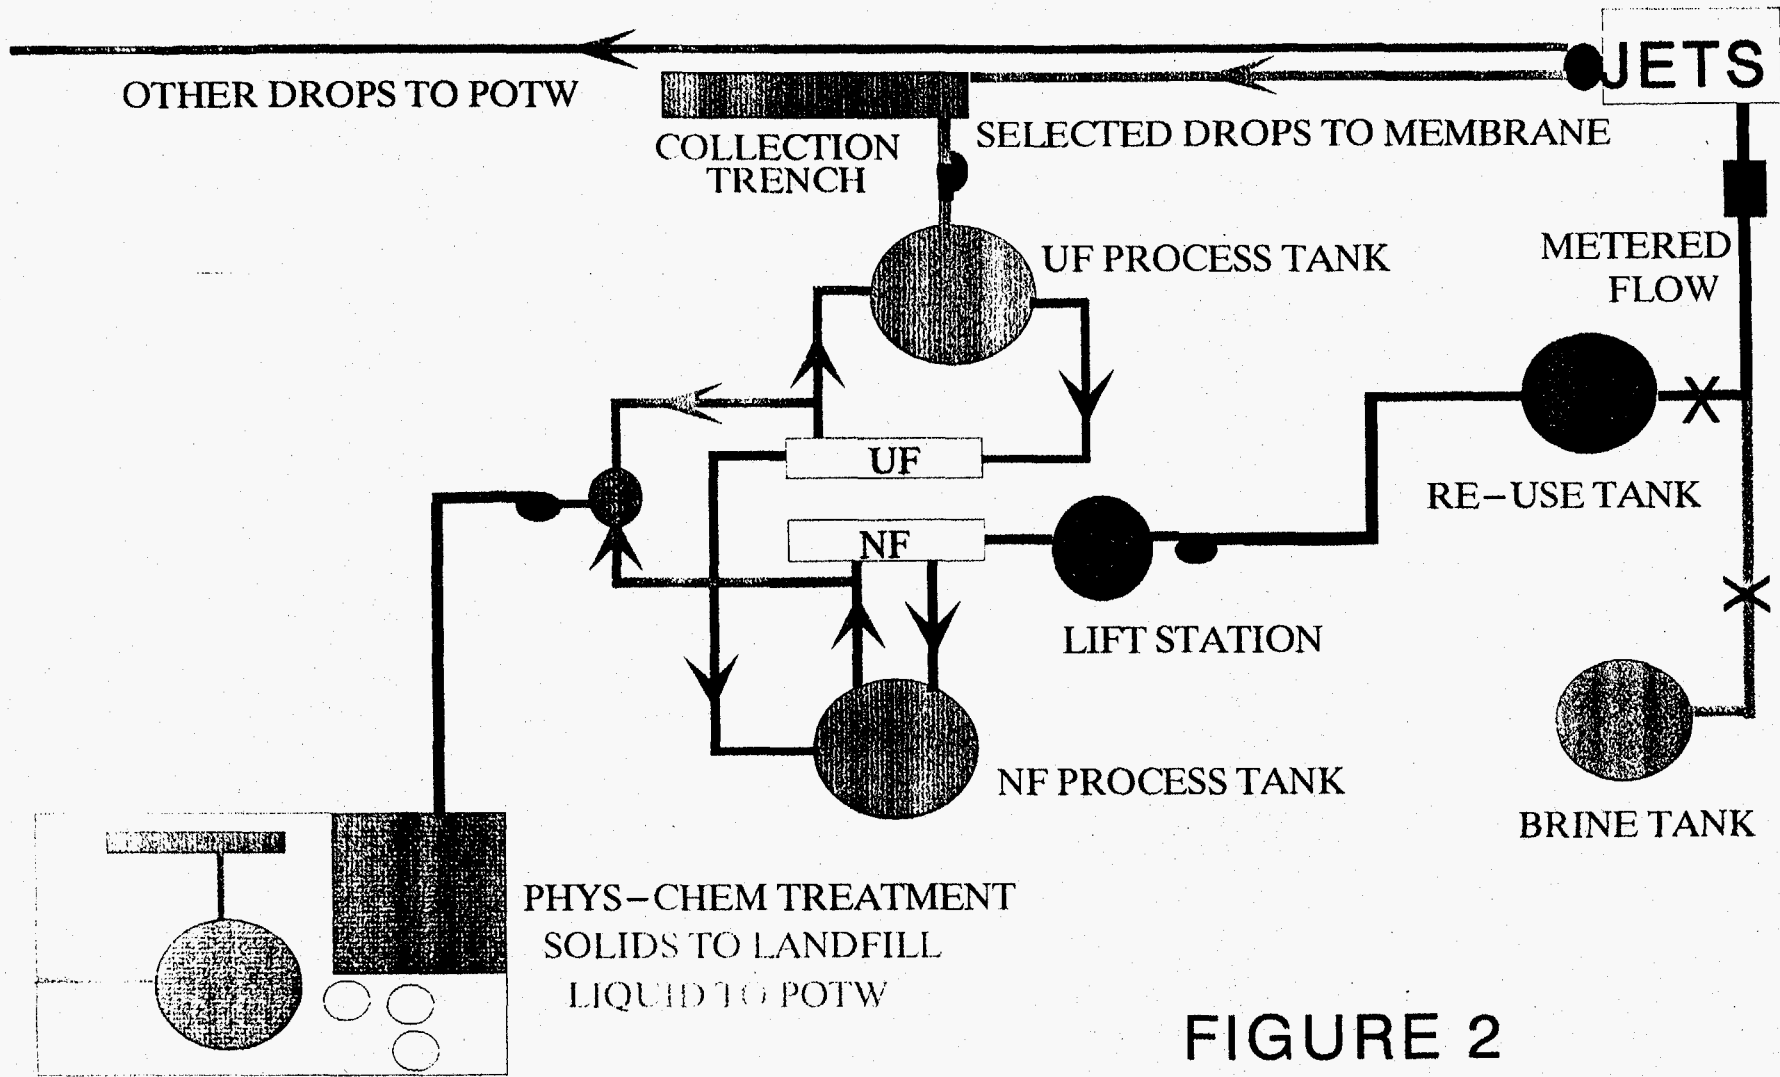 JETS
OTHER DROPS TO POTW
COLLECTION
TRENCH
SELECTED DROPS TO MEMBRANE
UF PROCESS TANK
METERED
FLOW
UF
RE-USE TANK
NF
LIFT STATION
NF PROCESS TANK
BRINE TANK
PHYS-CHEM TREATMENT
SOLIDS TO LANDFILL
LIQUID TO POTW
FIGURE 2